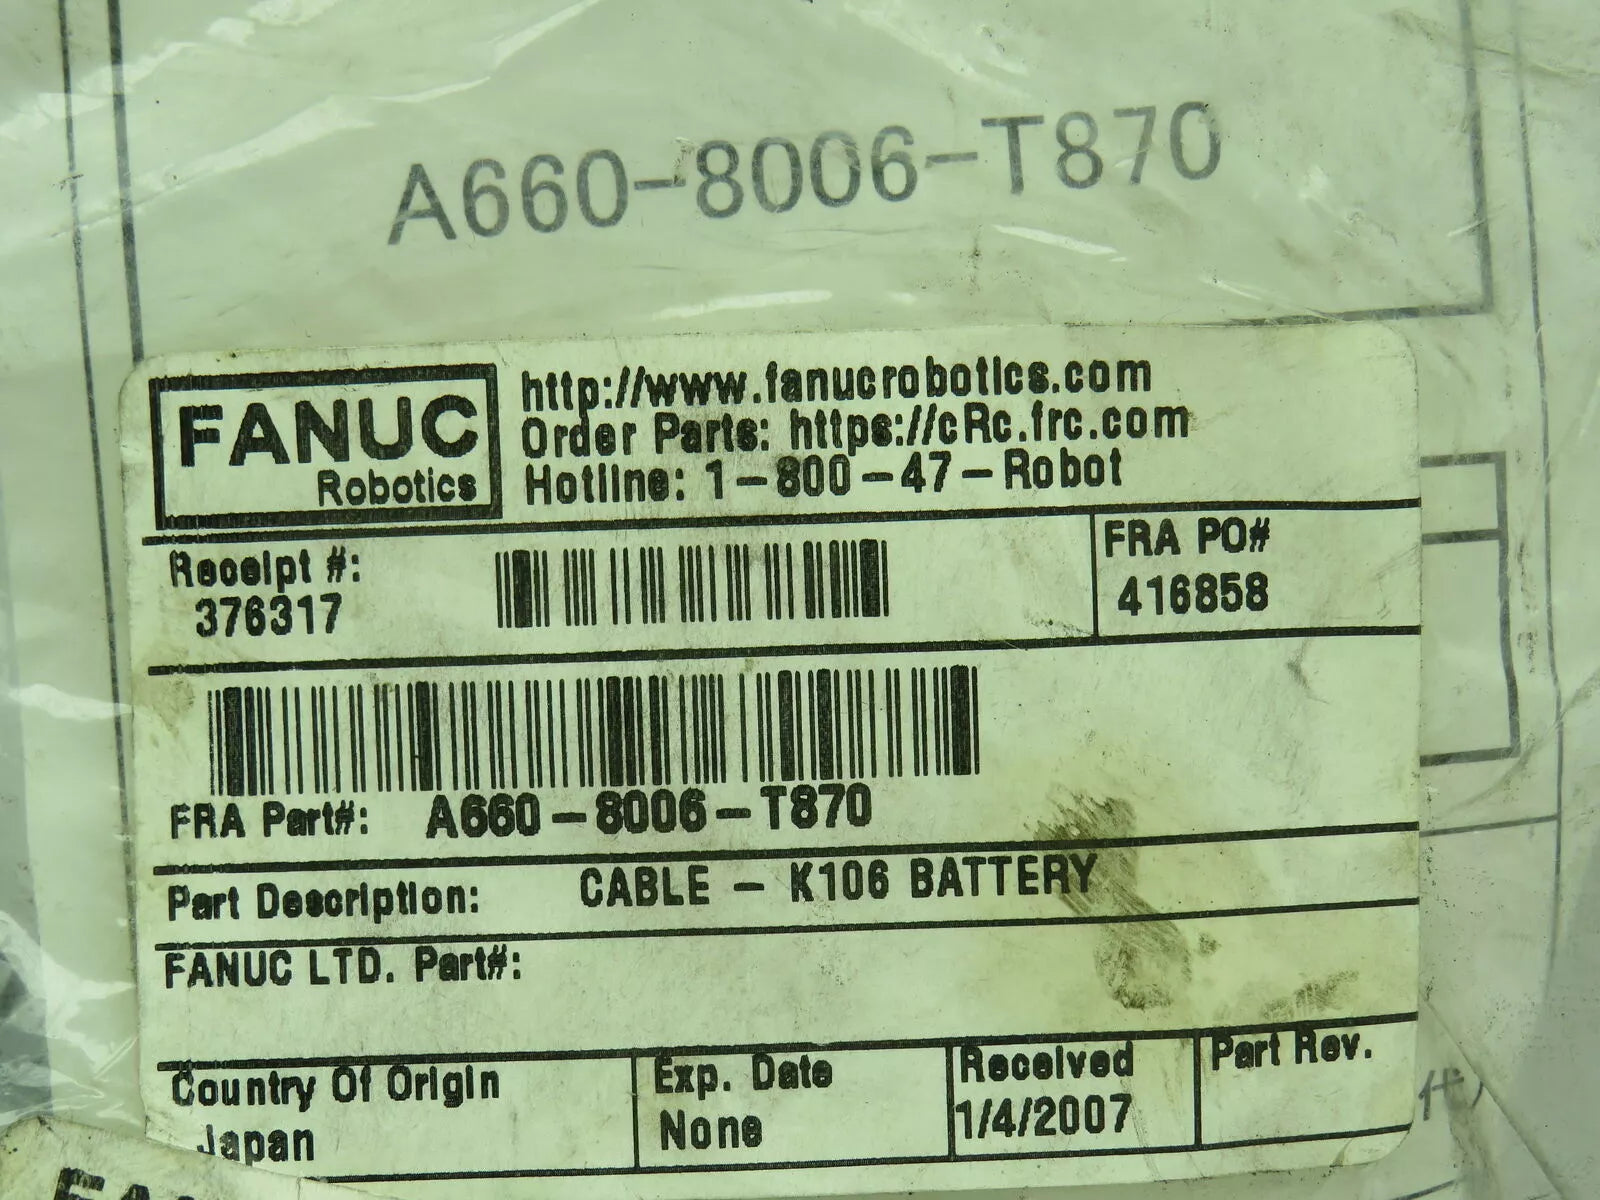 A660-8006-T870
FANUC
Robotics
http://www.fanucrobotics.com
Order Parts: https://cRc.frc.com
Hotline: 1-800-47-Robot
Receipt #:
376317
FRA PO#
416858
FRA Part#: A660-8006-T870
Part Description: CABLE - K106 BATTERY
FANUC LTD. Part#:
Country Of Origin
Japan
Exp. Date
None
Received
1/4/2007
Part Rev.